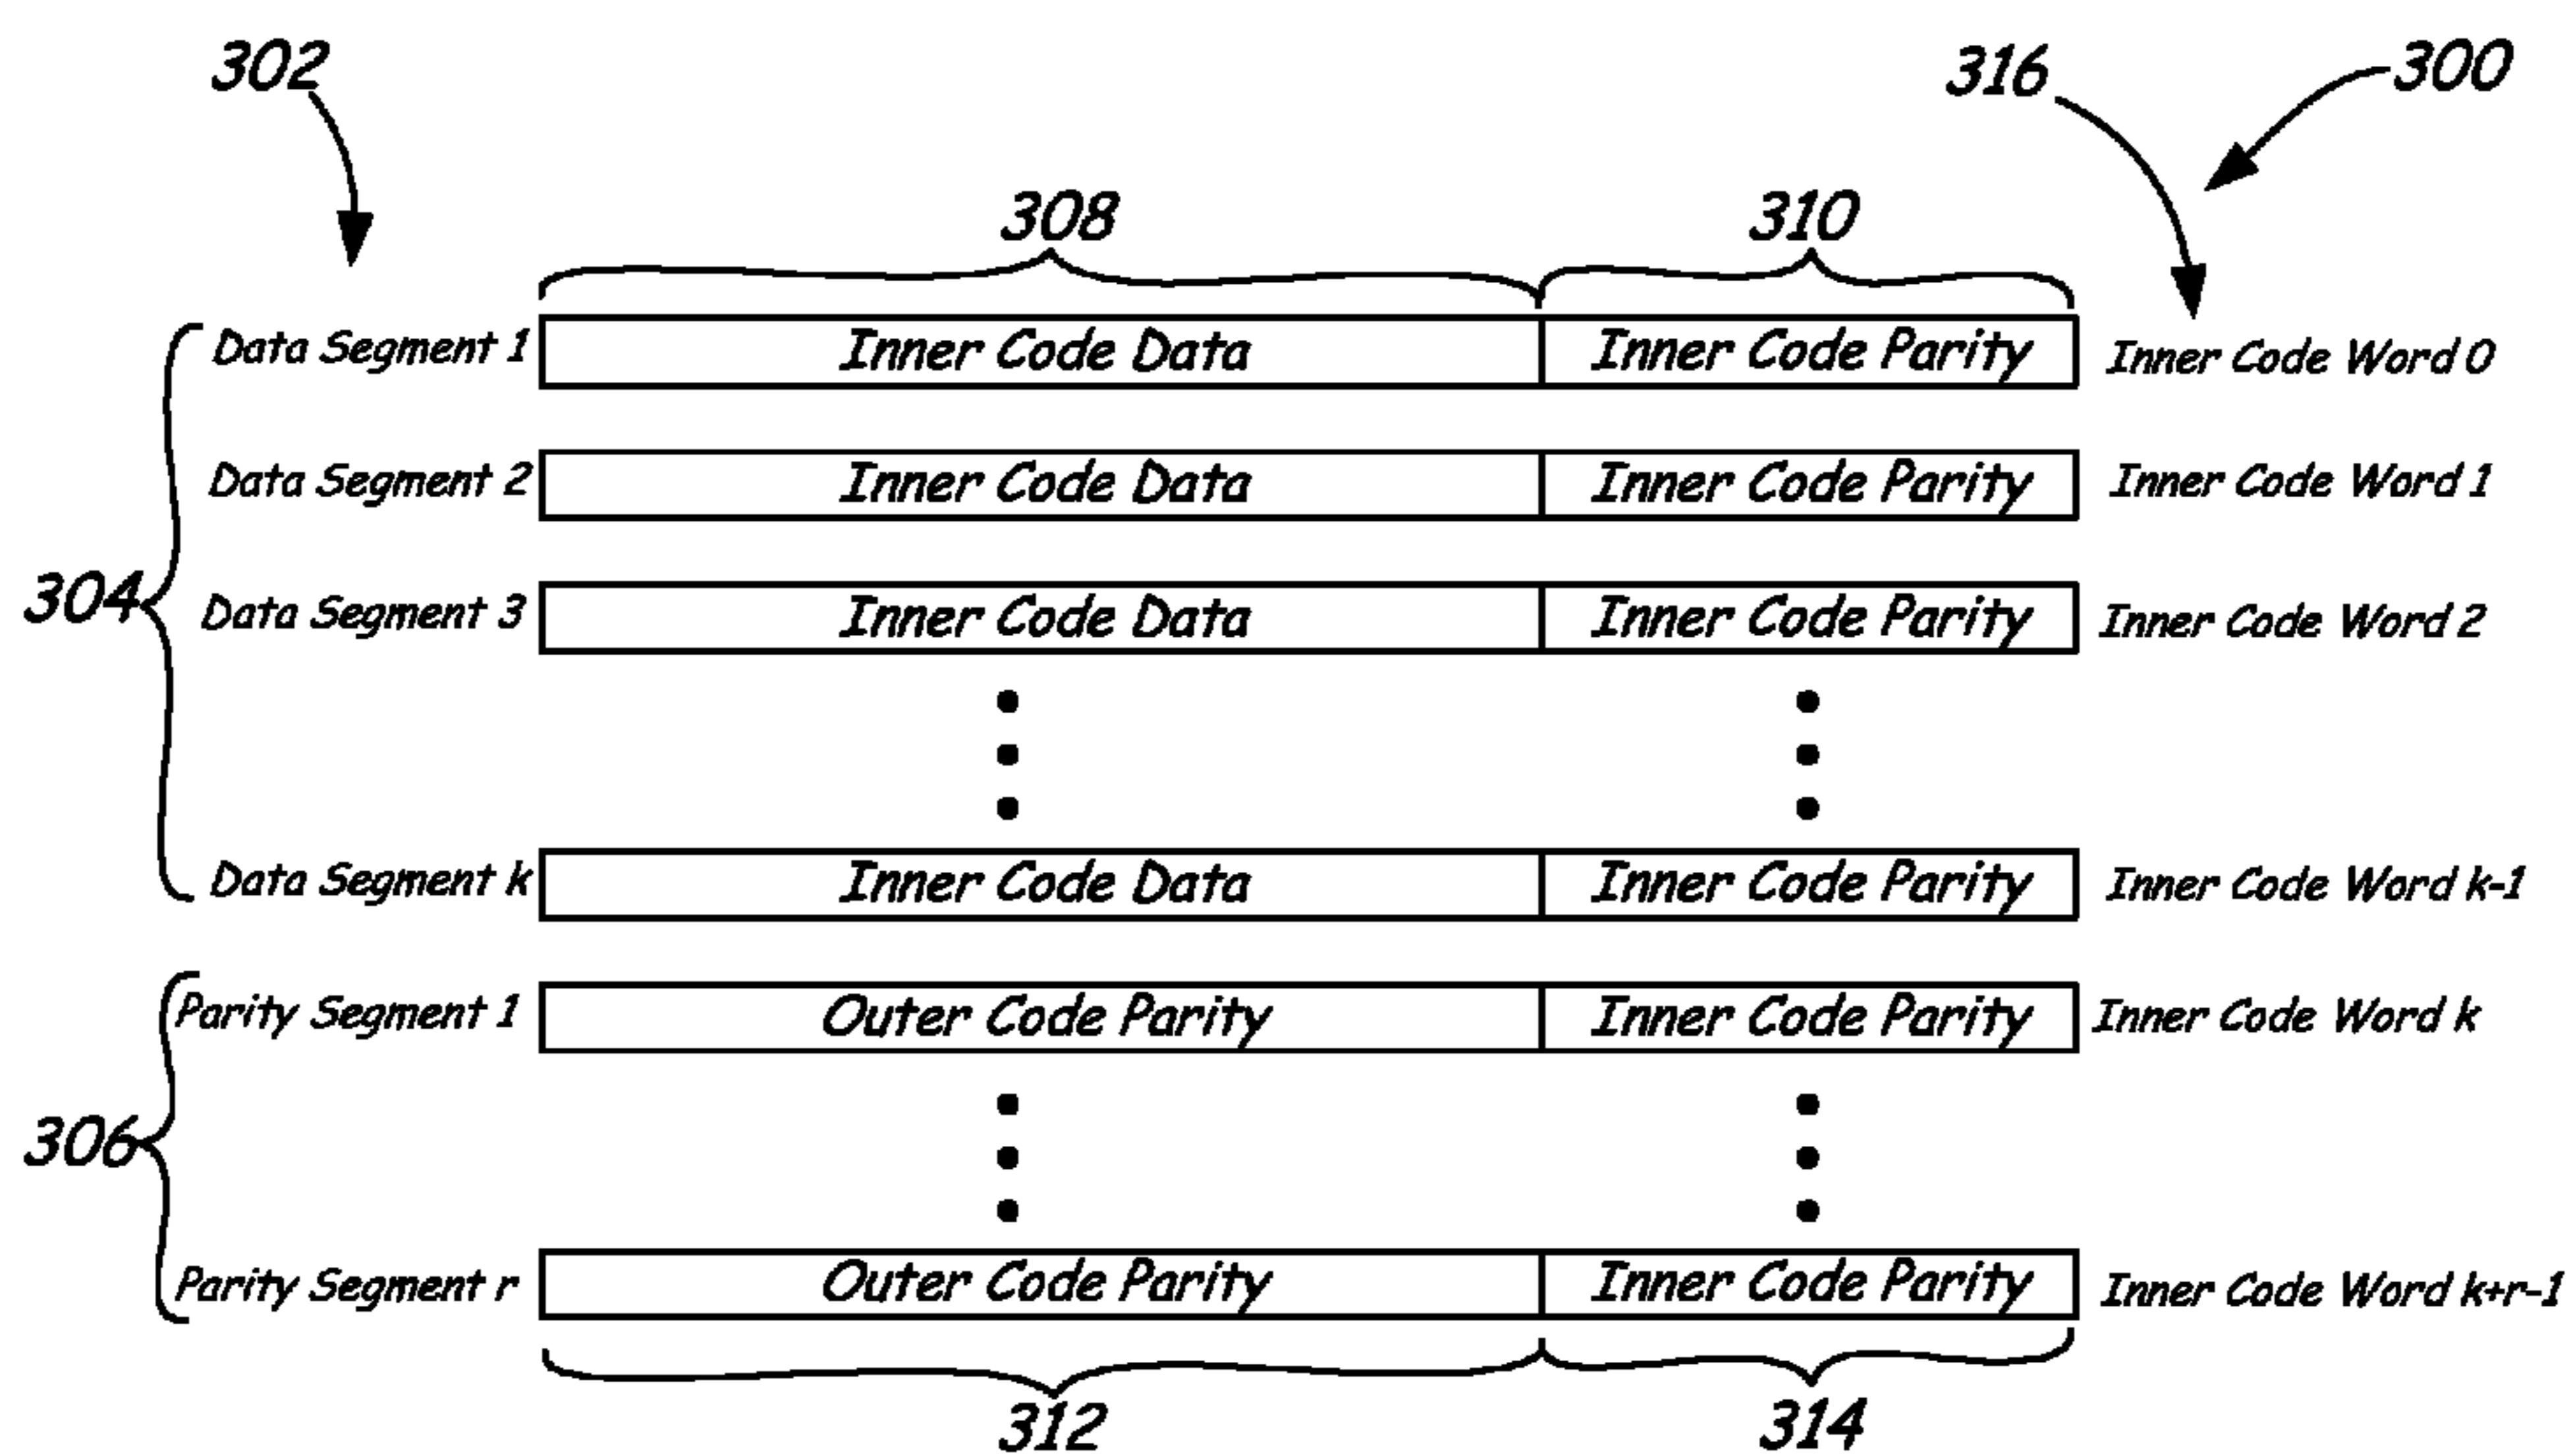 302 316 300
308 310
Data Segment 1 Inner Code Data Inner Code Parity Inner Code Word 0
Data Segment 2 Inner Code Data Inner Code Parity Inner Code Word 1
304 Data Segment 3 Inner Code Data Inner Code Parity Inner Code Word 2
Data Segment k Inner Code Data Inner Code Parity Inner Code Word k-1
Parity Segment 1 Outer Code Parity Inner Code Parity Inner Code Word k
306
Parity Segment r Outer Code Parity Inner Code Parity Inner Code Word k+r-1
312 314